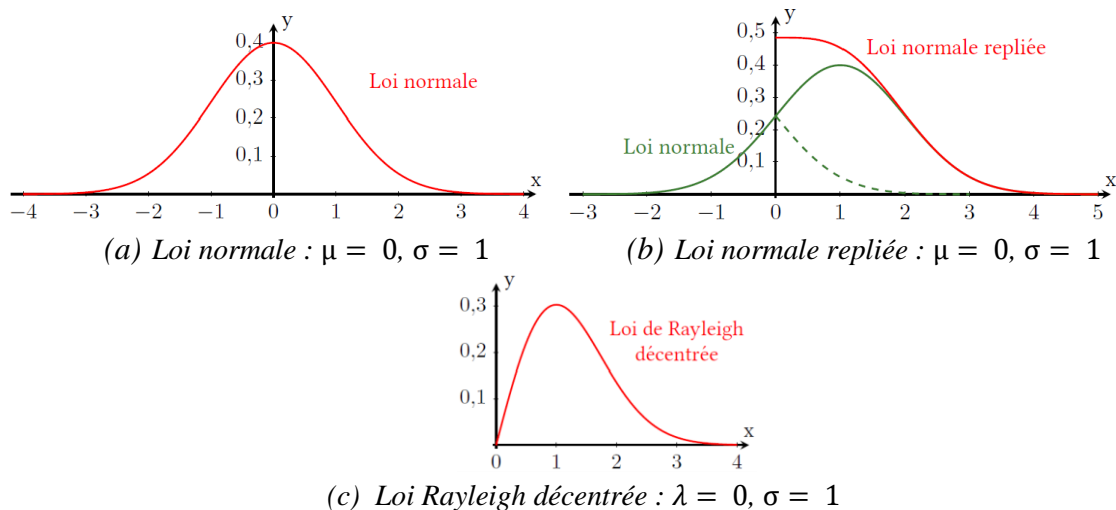 y
0,4
0,3
0,2
0,1
Loi normale
x
−4 −3 −2 −1 0 1 2 3 4
(a) Loi normale : μ = 0, σ = 1
y
0,5
0,4
0,3
0,2
0,1
Loi normale repliée
Loi normale
x
−3 −2 −1 0 1 2 3 4 5
(b) Loi normale repliée : μ = 0, σ = 1
y
0,3
0,2
0,1
Loi de Rayleigh
décentrée
x
0 1 2 3 4
(c) Loi Rayleigh décentrée : λ = 0, σ = 1